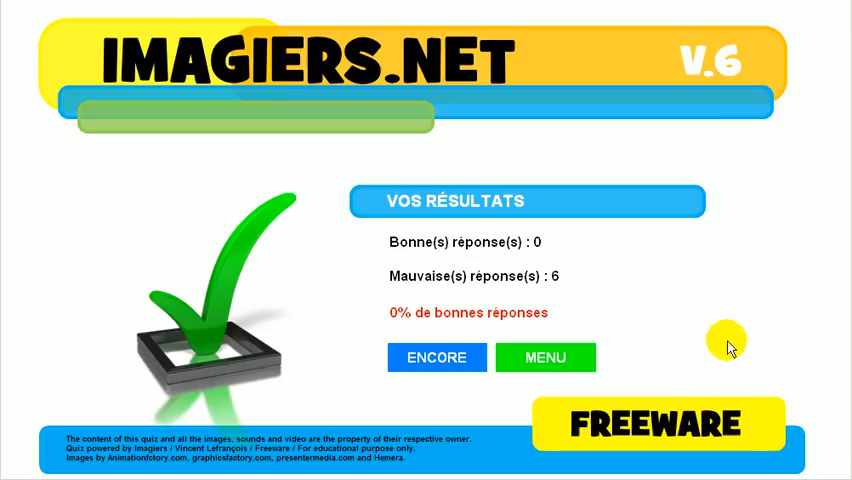 IMAGIERS.NET
V.6
VOS RÉSULTATS
Bonne(s) réponse(s) : 0
Mauvaise(s) réponse(s) : 6
0% de bonnes réponses
ENCORE
MENU
FREEWARE
The content of this quiz and all the images, sounds and video are the property of their respective owner.
Quiz powered by Imagiers / Vincent Lefrançois / Freeware / For educational purpose only.
Images by Animationfctory.com, graphicsfactory.com, presentermedia.com and Hemera.